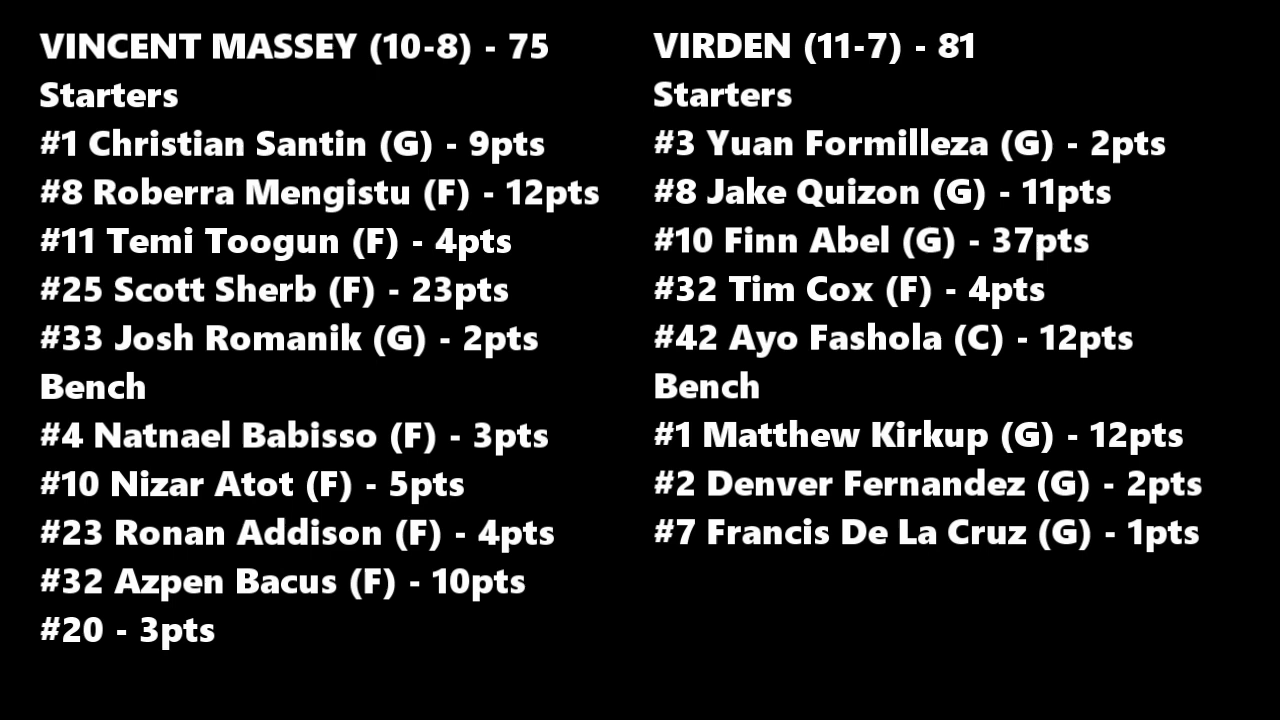 VINCENT MASSEY (10-8) - 75
Starters
#1 Christian Santin (G) - 9pts
#8 Roberra Mengistu (F) - 12pts
#11 Temi Toogun (F) - 4pts
#25 Scott Sherb (F) - 23pts
#33 Josh Romanik (G) - 2pts
Bench
#4 Natnael Babisso (F) - 3pts
#10 Nizar Atot (F) - 5pts
#23 Ronan Addison (F) - 4pts
#32 Azpen Bacus (F) - 10pts
#20 - 3pts
VIRDEN (11-7) - 81
Starters
#3 Yuan Formilleza (G) - 2pts
#8 Jake Quizon (G) - 11pts
#10 Finn Abel (G) - 37pts
#32 Tim Cox (F) - 4pts
#42 Ayo Fashola (C) - 12pts
Bench
#1 Matthew Kirkup (G) - 12pts
#2 Denver Fernandez (G) - 2pts
#7 Francis De La Cruz (G) - 1pts